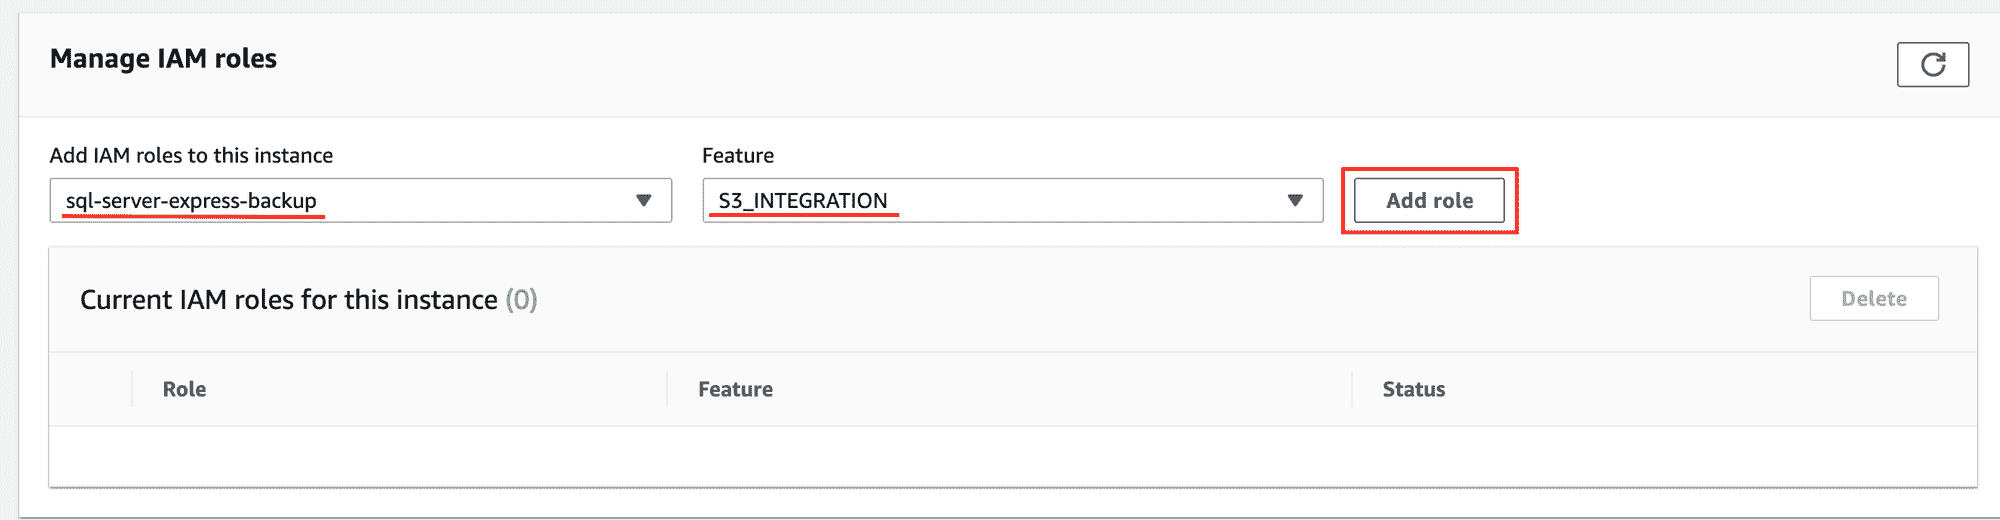 Manage IAM roles
Add IAM roles to this instance
Feature
sql-server-express-backup
S3_INTEGRATION
Add role
Current IAM roles for this instance (0)
Delete
Role
Feature
Status